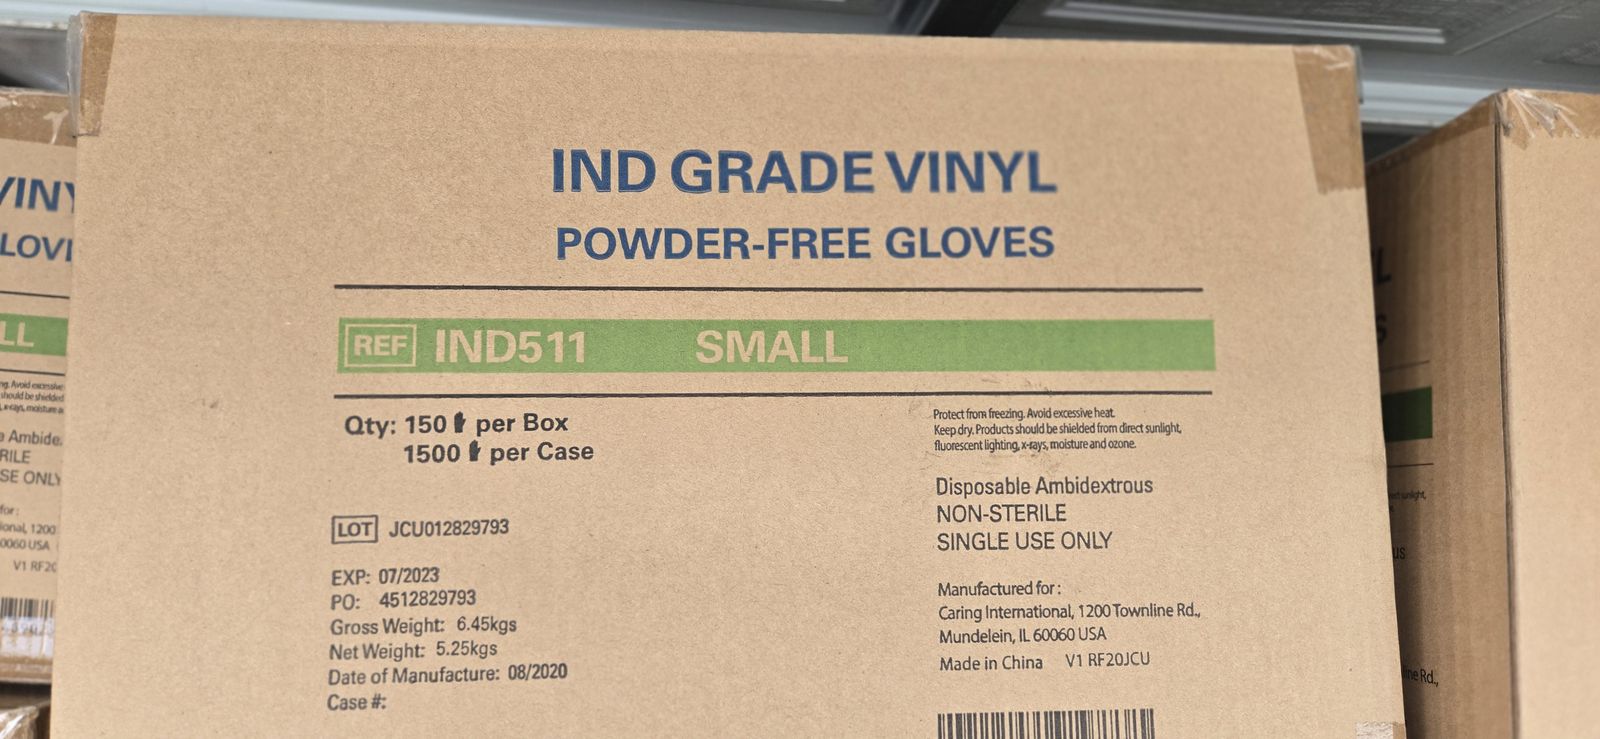 IND GRADE VINYL
POWDER-FREE GLOVES
REF IND511 SMALL
Qty: 150 per Box
1500 per Case
Protect from freezing. Avoid excessive heat.
Keep dry. Products should be shielded from direct sunlight,
fluorescent lighting, x-rays, moisture and ozone.
Disposable Ambidextrous
NON-STERILE
SINGLE USE ONLY
LOT JCU012829793
EXP: 07/2023
PO: 4512829793
Gross Weight: 6.45kgs
Net Weight: 5.25kgs
Date of Manufacture: 08/2020
Case #:
Manufactured for:
Caring International, 1200 Townline Rd.,
Mundelein, IL 60060 USA
Made in China V1 RF20JCU